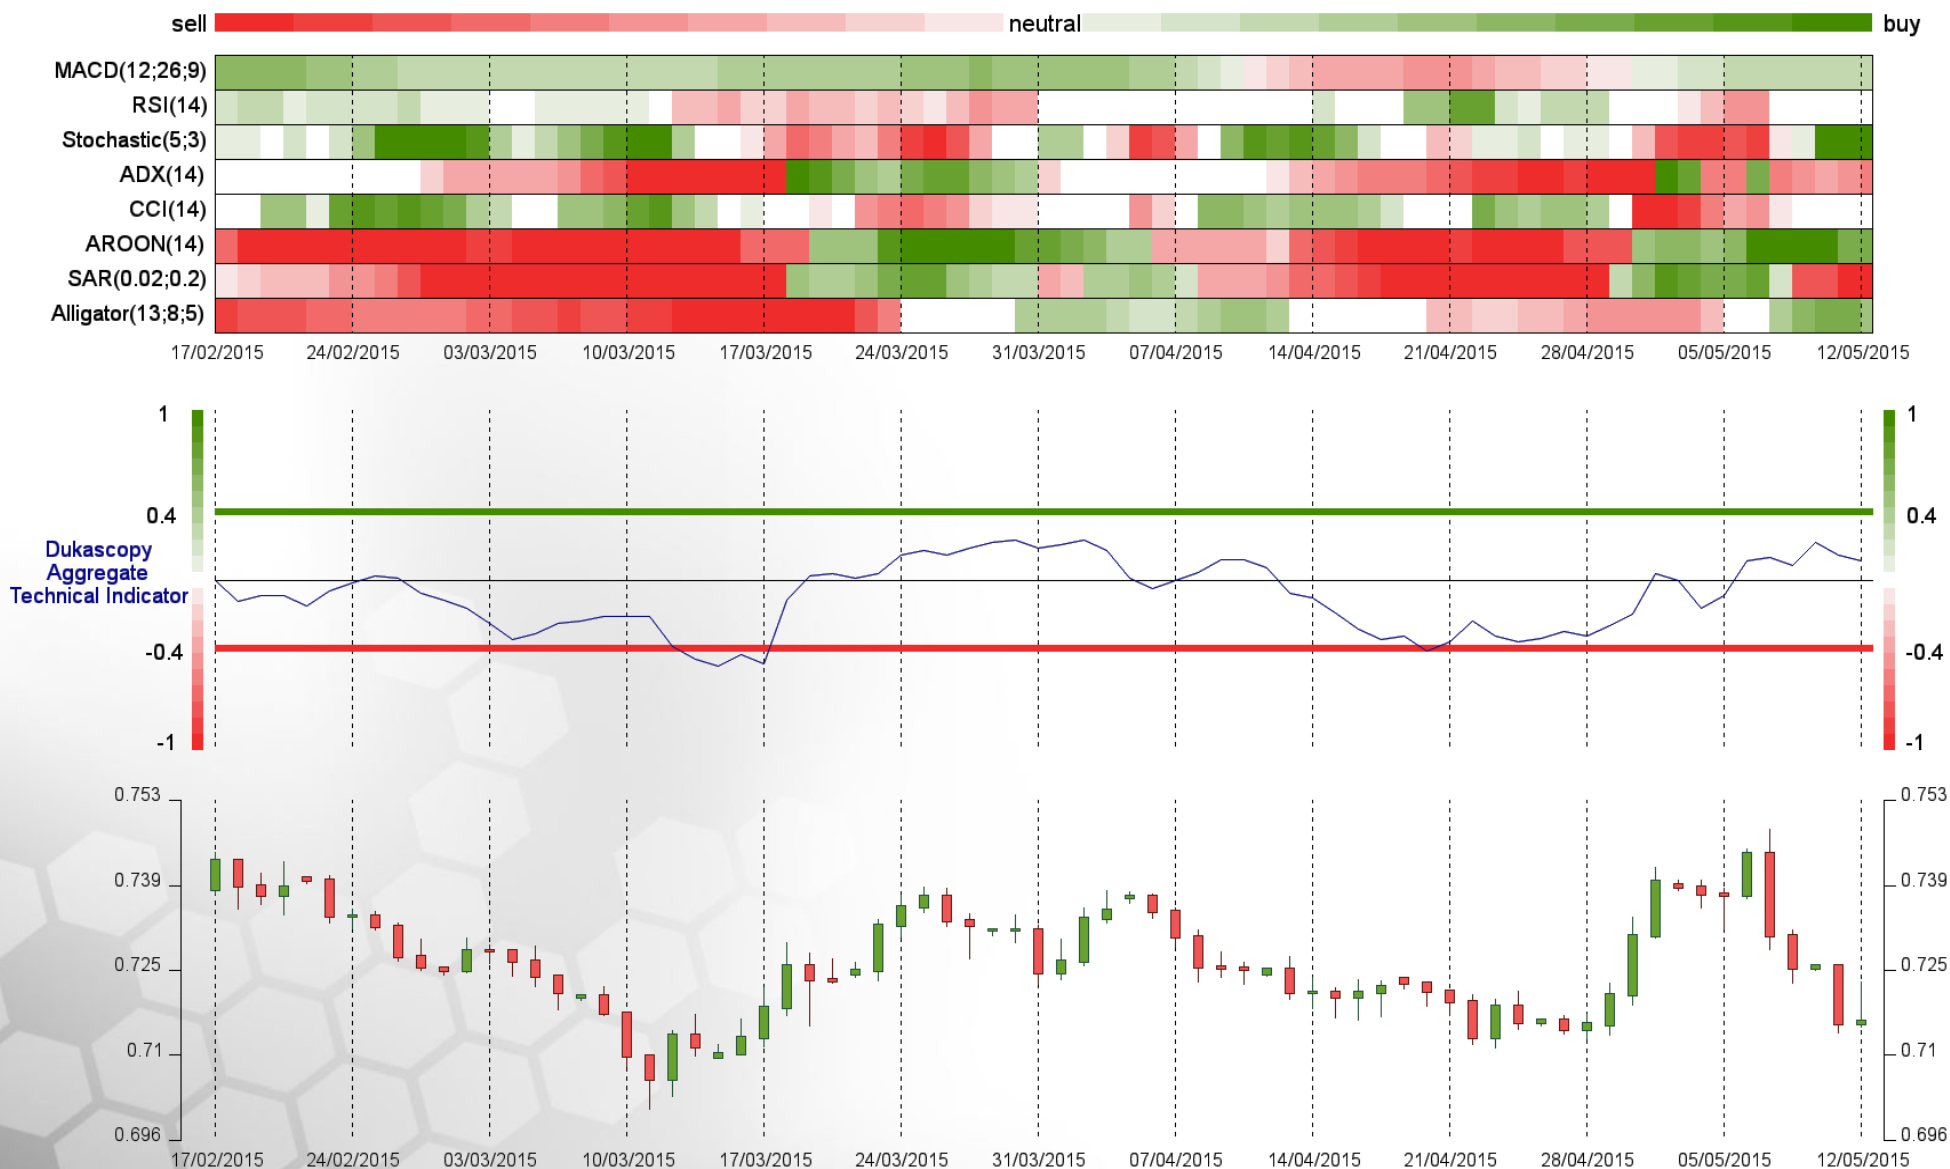 sell neutral buy
MACD(12;26;9)
RSI(14)
Stochastic(5;3)
ADX(14)
CCI(14)
AROON(14)
SAR(0.02;0.2)
Alligator(13;8;5)
17/02/2015 24/02/2015 03/03/2015 10/03/2015 17/03/2015 24/03/2015 31/03/2015 07/04/2015 14/04/2015 21/04/2015 28/04/2015 05/05/2015 12/05/2015
1 1
0.4 0.4
Dukascopy
Aggregate
Technical Indicator
-0.4 -0.4
-1 -1
0.753 0.753
0.739 0.739
0.725 0.725
0.71 0.71
0.696 0.696
17/02/2015 24/02/2015 03/03/2015 10/03/2015 17/03/2015 24/03/2015 31/03/2015 07/04/2015 14/04/2015 21/04/2015 28/04/2015 05/05/2015 12/05/2015